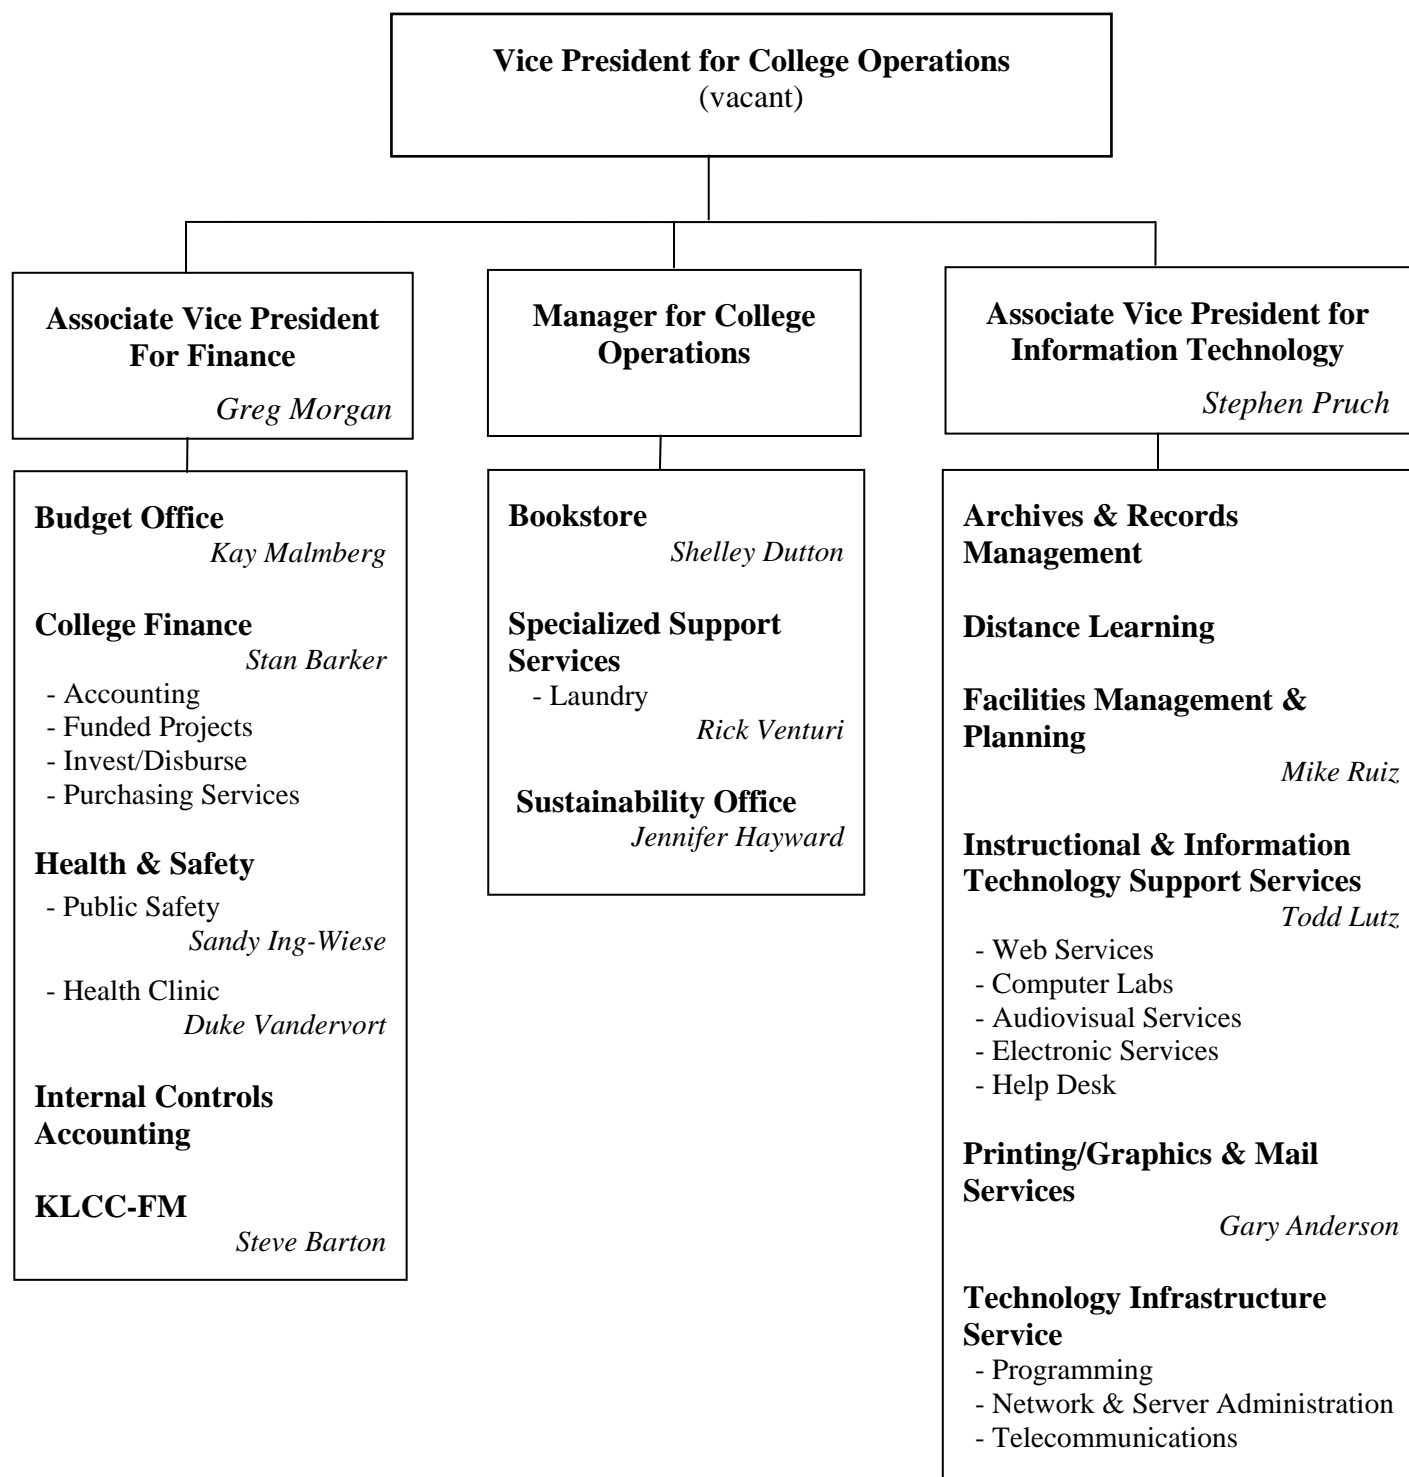 Vice President for College Operations
(vacant)
Associate Vice President
For Finance
Greg Morgan
Manager for College
Operations
Associate Vice President for
Information Technology
Stephen Pruch
Budget Office
Kay Malmberg
College Finance
Stan Barker
- Accounting
- Funded Projects
- Invest/Disburse
- Purchasing Services
Health & Safety
- Public Safety
Sandy Ing-Wiese
- Health Clinic
Duke Vandervort
Internal Controls
Accounting
KLCC-FM
Steve Barton
Bookstore
Shelley Dutton
Specialized Support
Services
- Laundry
Rick Venturi
Sustainability Office
Jennifer Hayward
Archives & Records
Management
Distance Learning
Facilities Management &
Planning
Mike Ruiz
Instructional & Information
Technology Support Services
Todd Lutz
- Web Services
- Computer Labs
- Audiovisual Services
- Electronic Services
- Help Desk
Printing/Graphics & Mail
Services
Gary Anderson
Technology Infrastructure
Service
- Programming
- Network & Server Administration
- Telecommunications